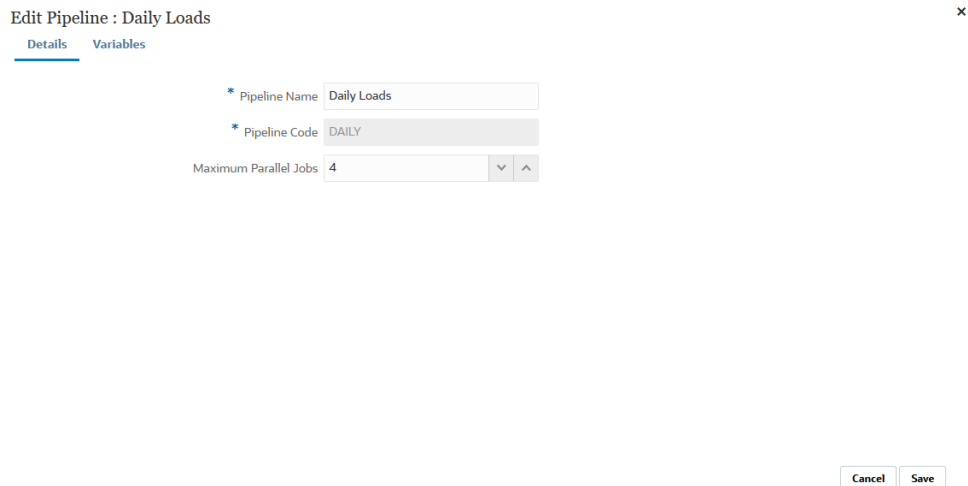 Edit Pipeline : Daily Loads
Details Variables
* Pipeline Name Daily Loads
* Pipeline Code DAILY
Maximum Parallel Jobs 4
Cancel Save